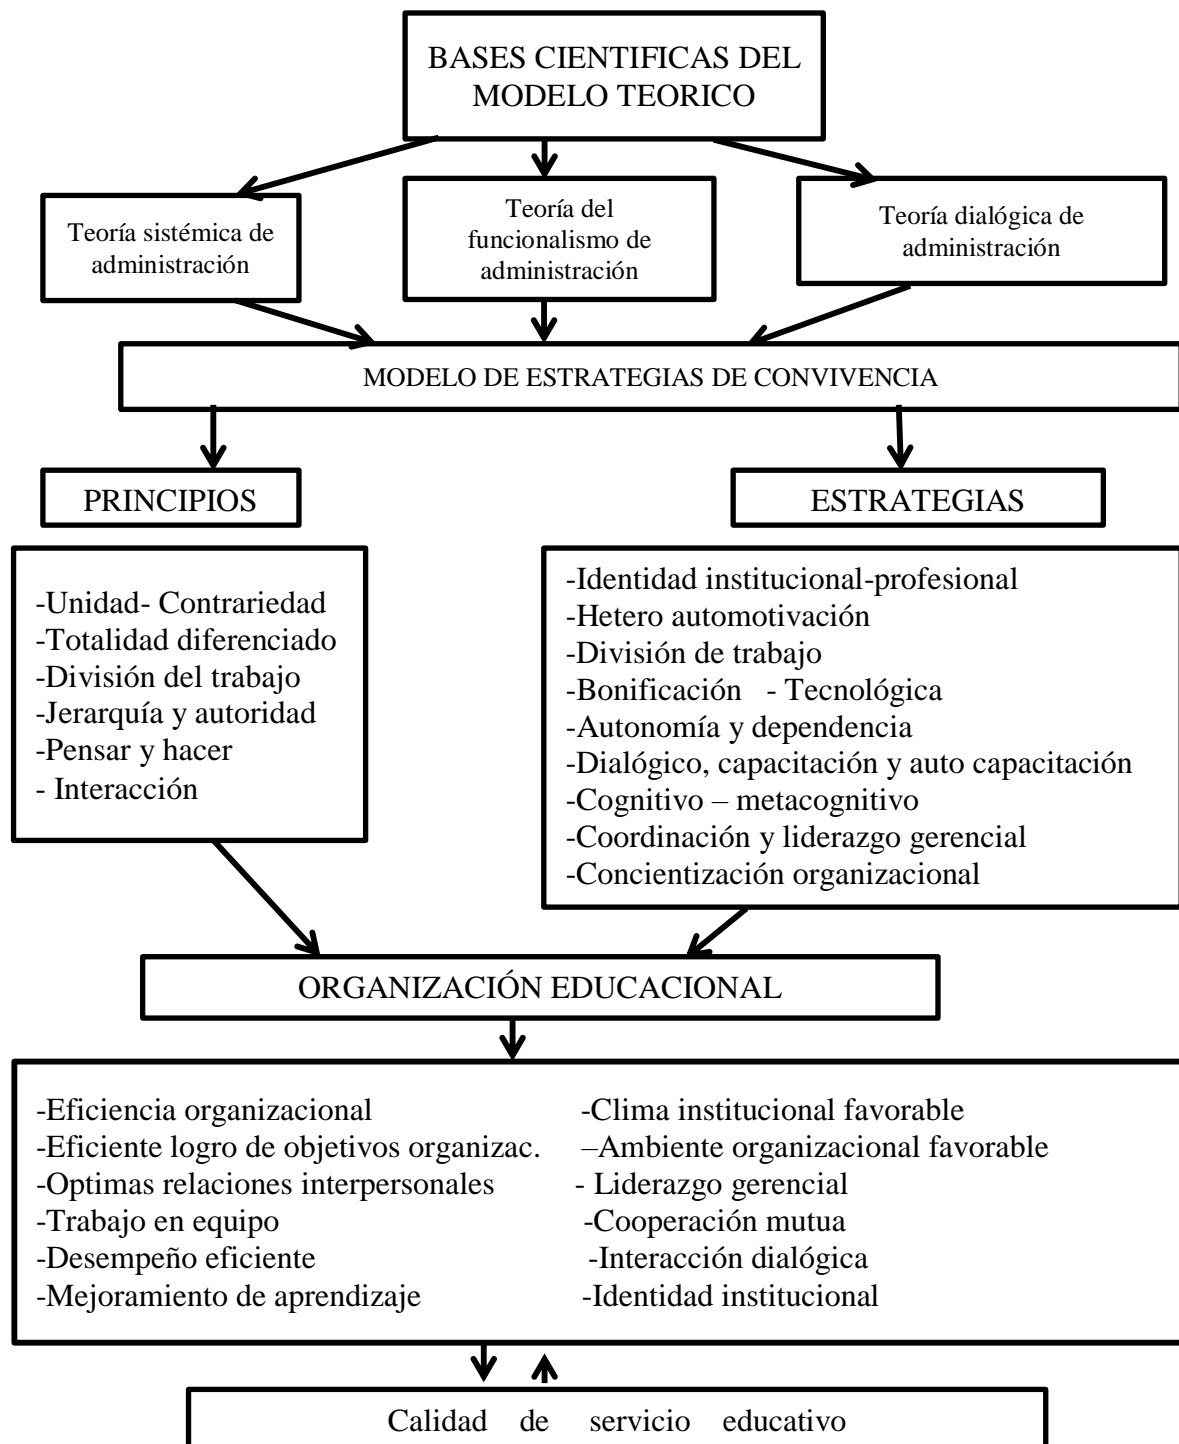 BASES CIENTIFICAS DEL
MODELO TEORICO
Teoría sistémica de
administración
Teoría del
funcionalismo de
administración
Teoría dialógica de
administración
MODELO DE ESTRATEGIAS DE CONVIVENCIA
PRINCIPIOS
ESTRATEGIAS
-Unidad- Contrariedad
-Totalidad diferenciado
-División del trabajo
-Jerarquía y autoridad
-Pensar y hacer
- Interacción
-Identidad institucional-profesional
-Hetero automotivación
-División de trabajo
-Bonificación - Tecnológica
-Autonomía y dependencia
-Dialógico, capacitación y auto capacitación
-Cognitivo – metacognitivo
-Coordinación y liderazgo gerencial
-Concientización organizacional
ORGANIZACIÓN EDUCACIONAL
-Eficiencia organizacional -Clima institucional favorable
-Eficiente logro de objetivos organizac. –Ambiente organizacional favorable
-Optimas relaciones interpersonales - Liderazgo gerencial
-Trabajo en equipo -Cooperación mutua
-Desempeño eficiente -Interacción dialógica
-Mejoramiento de aprendizaje -Identidad institucional
Calidad de servicio educativo